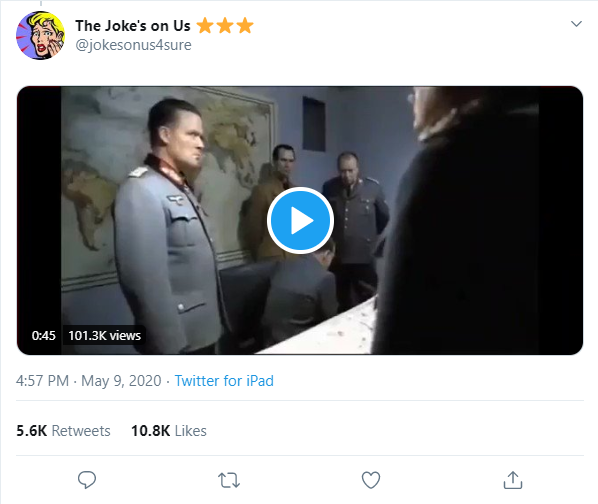 The Joke's on Us ⭐⭐⭐
@jokesonus4sure
0:45 101.3K views
4:57 PM · May 9, 2020 · Twitter for iPad
5.6K Retweets 10.8K Likes